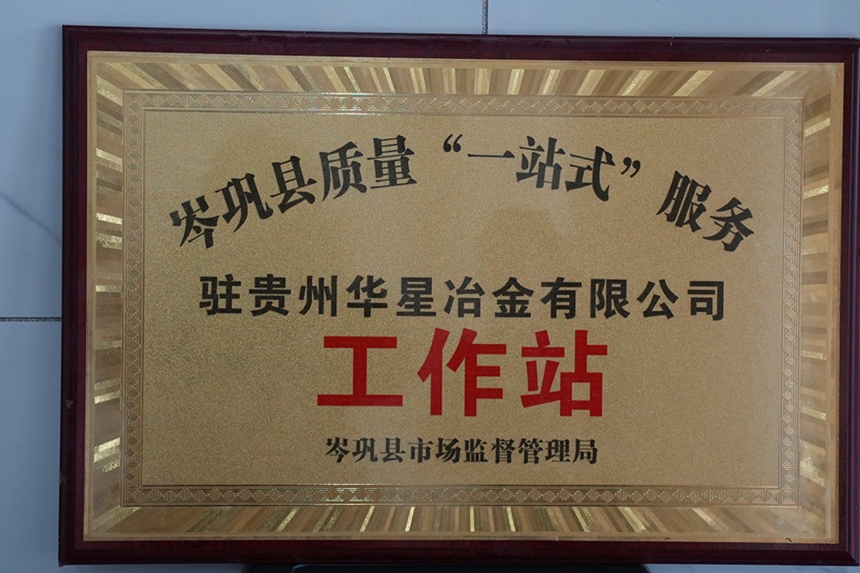 岑巩县质量“一站式”服务
驻贵州华星冶金有限公司
工作站
岑巩县市场监督管理局